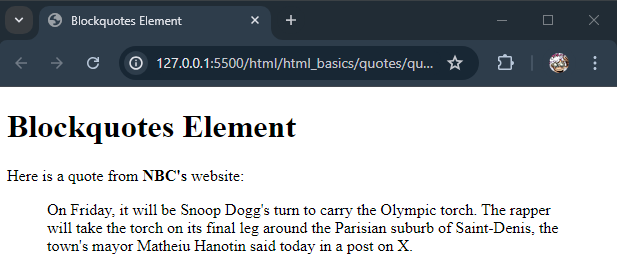 Blockquotes Element
127.0.0.1:5500/html/html_basics/quotes/qu...
Blockquotes Element
Here is a quote from NBC's website:
On Friday, it will be Snoop Dogg's turn to carry the Olympic torch. The rapper
will take the torch on its final leg around the Parisian suburb of Saint-Denis, the
town's mayor Matheiu Hanotin said today in a post on X.